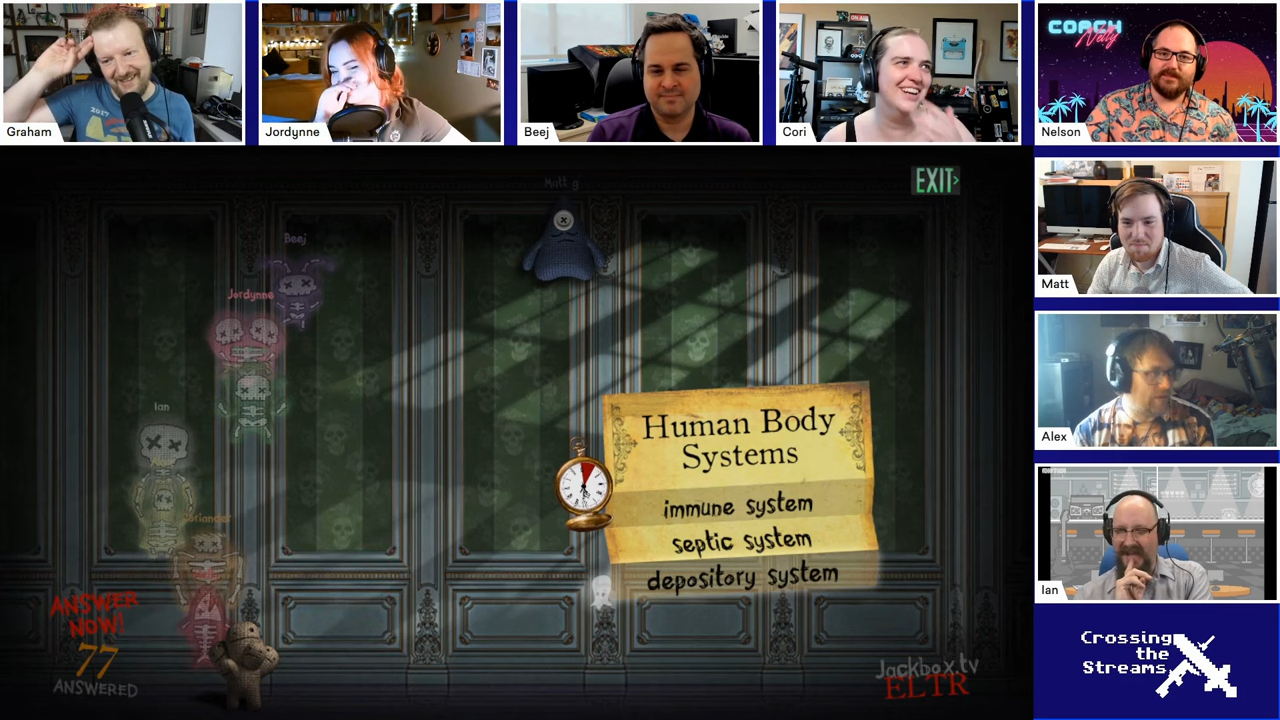 COACH
Nelly
Graham
Jordynne
Beej
Cori
Nelson
Matt g
EXIT>
Beej
Jordynne
Matt
Human Body
Systems
immune system
septic system
depository system
Ian
Alex
ANSWER
NOW!
77
ANSWERED
Jackbox.tv
ELTR
Ian
Crossing
the
Streams